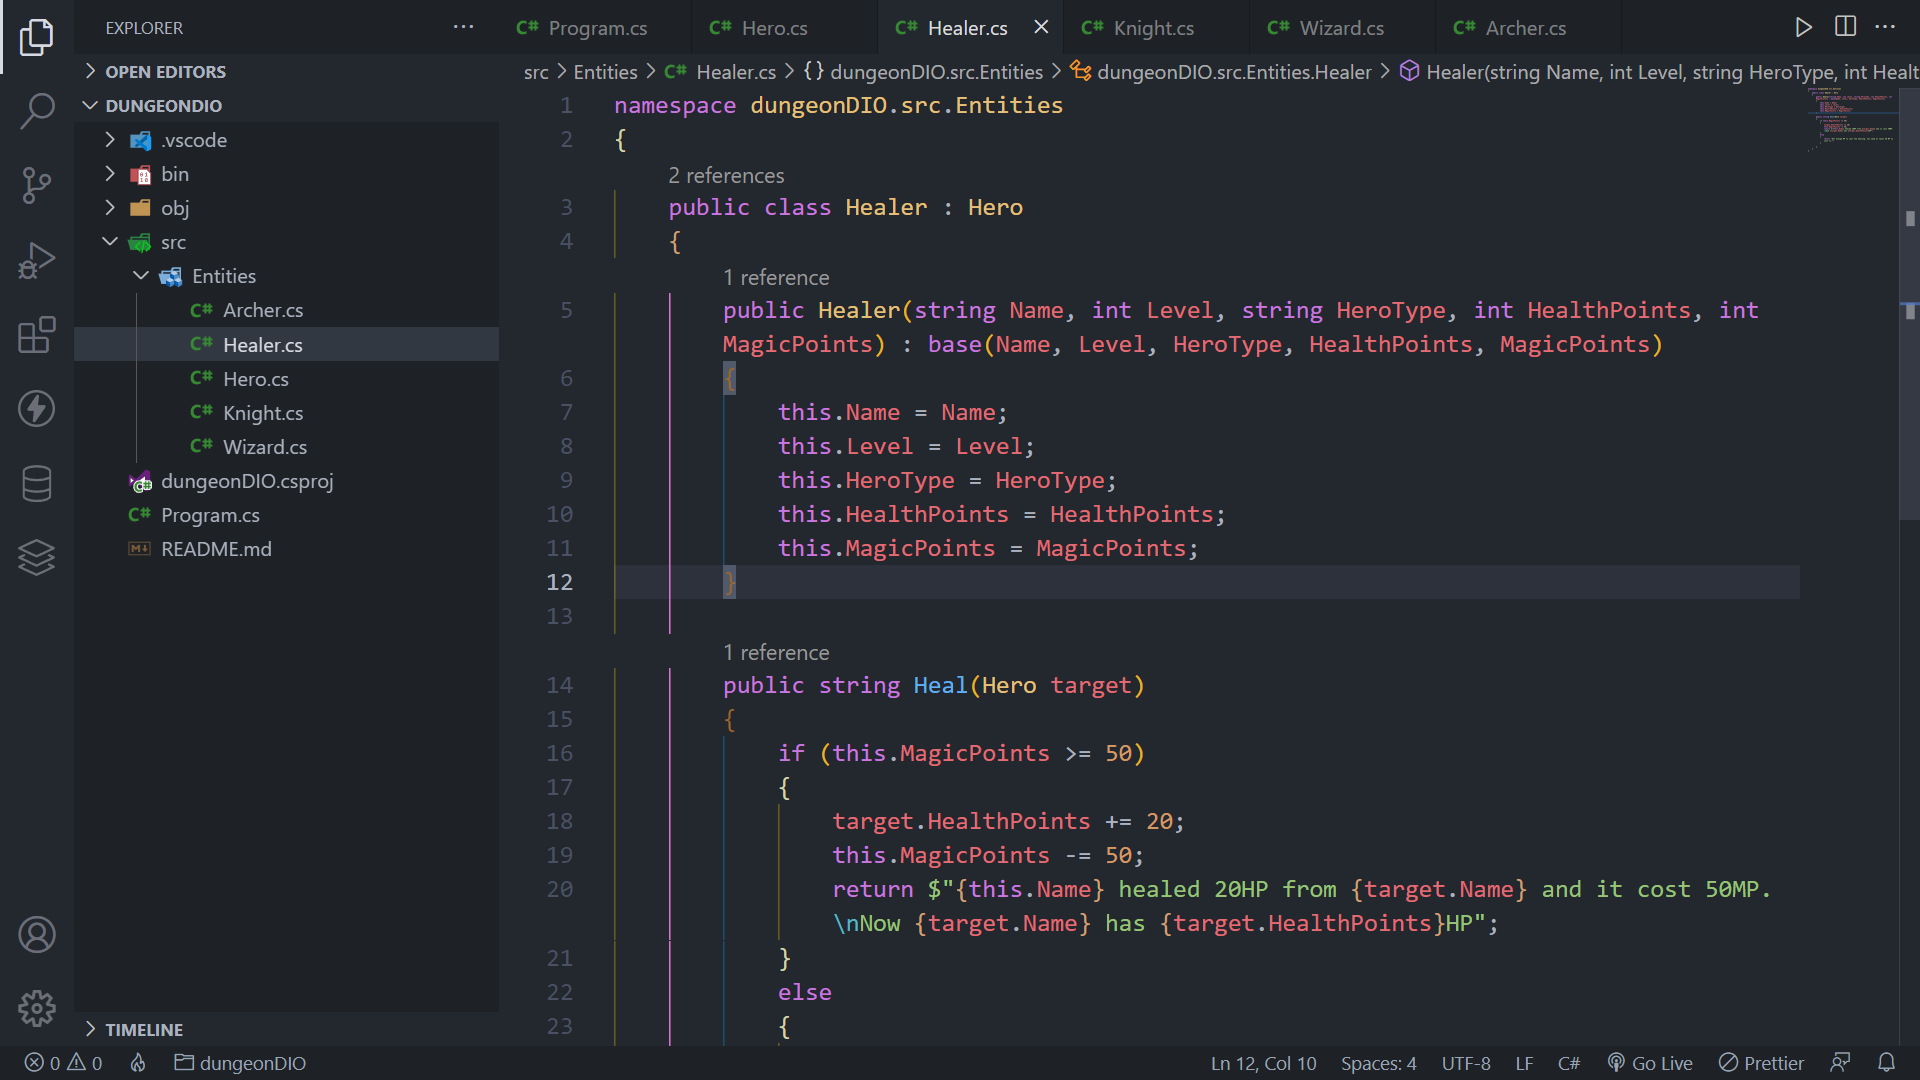 EXPLORER
OPEN EDITORS
DUNGEONDIO
.vscode
bin
obj
src
Entities
C# Archer.cs
C# Healer.cs
C# Hero.cs
C# Knight.cs
C# Wizard.cs
dungeonDIO.csproj
C# Program.cs
README.md
TIMELINE
C# Program.cs C# Hero.cs C# Healer.cs C# Knight.cs C# Wizard.cs C# Archer.cs
src > Entities > C# Healer.cs > {} dungeonDIO.src.Entities > dungeonDIO.src.Entities.Healer > Healer(string Name, int Level, string HeroType, int Healt
1 namespace dungeonDIO.src.Entities
2 {
2 references
3 public class Healer : Hero
4 {
1 reference
5 public Healer(string Name, int Level, string HeroType, int HealthPoints, int
MagicPoints) : base(Name, Level, HeroType, HealthPoints, MagicPoints)
6 {
7 this.Name = Name;
8 this.Level = Level;
9 this.HeroType = HeroType;
10 this.HealthPoints = HealthPoints;
11 this.MagicPoints = MagicPoints;
12 }
13
1 reference
14 public string Heal(Hero target)
15 {
16 if (this.MagicPoints >= 50)
17 {
18 target.HealthPoints += 20;
19 this.MagicPoints -= 50;
20 return $"{this.Name} healed 20HP from {target.Name} and it cost 50MP.
\nNow {target.Name} has {target.HealthPoints}HP";
21 }
22 else
23 {
0 0 dungeonDIO Ln 12, Col 10 Spaces: 4 UTF-8 LF C# Go Live Prettier